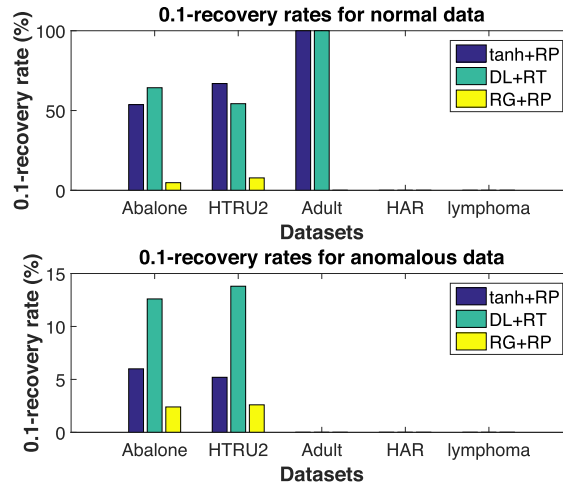 0.1-recovery rates for normal data
0.1-recovery rate (%)
100
50
0
tanh+RP
DL+RT
RG+RP
Abalone HTRU2 Adult HAR lymphoma
Datasets
0.1-recovery rates for anomalous data
0.1-recovery rate (%)
15
10
5
0
tanh+RP
DL+RT
RG+RP
Abalone HTRU2 Adult HAR lymphoma
Datasets